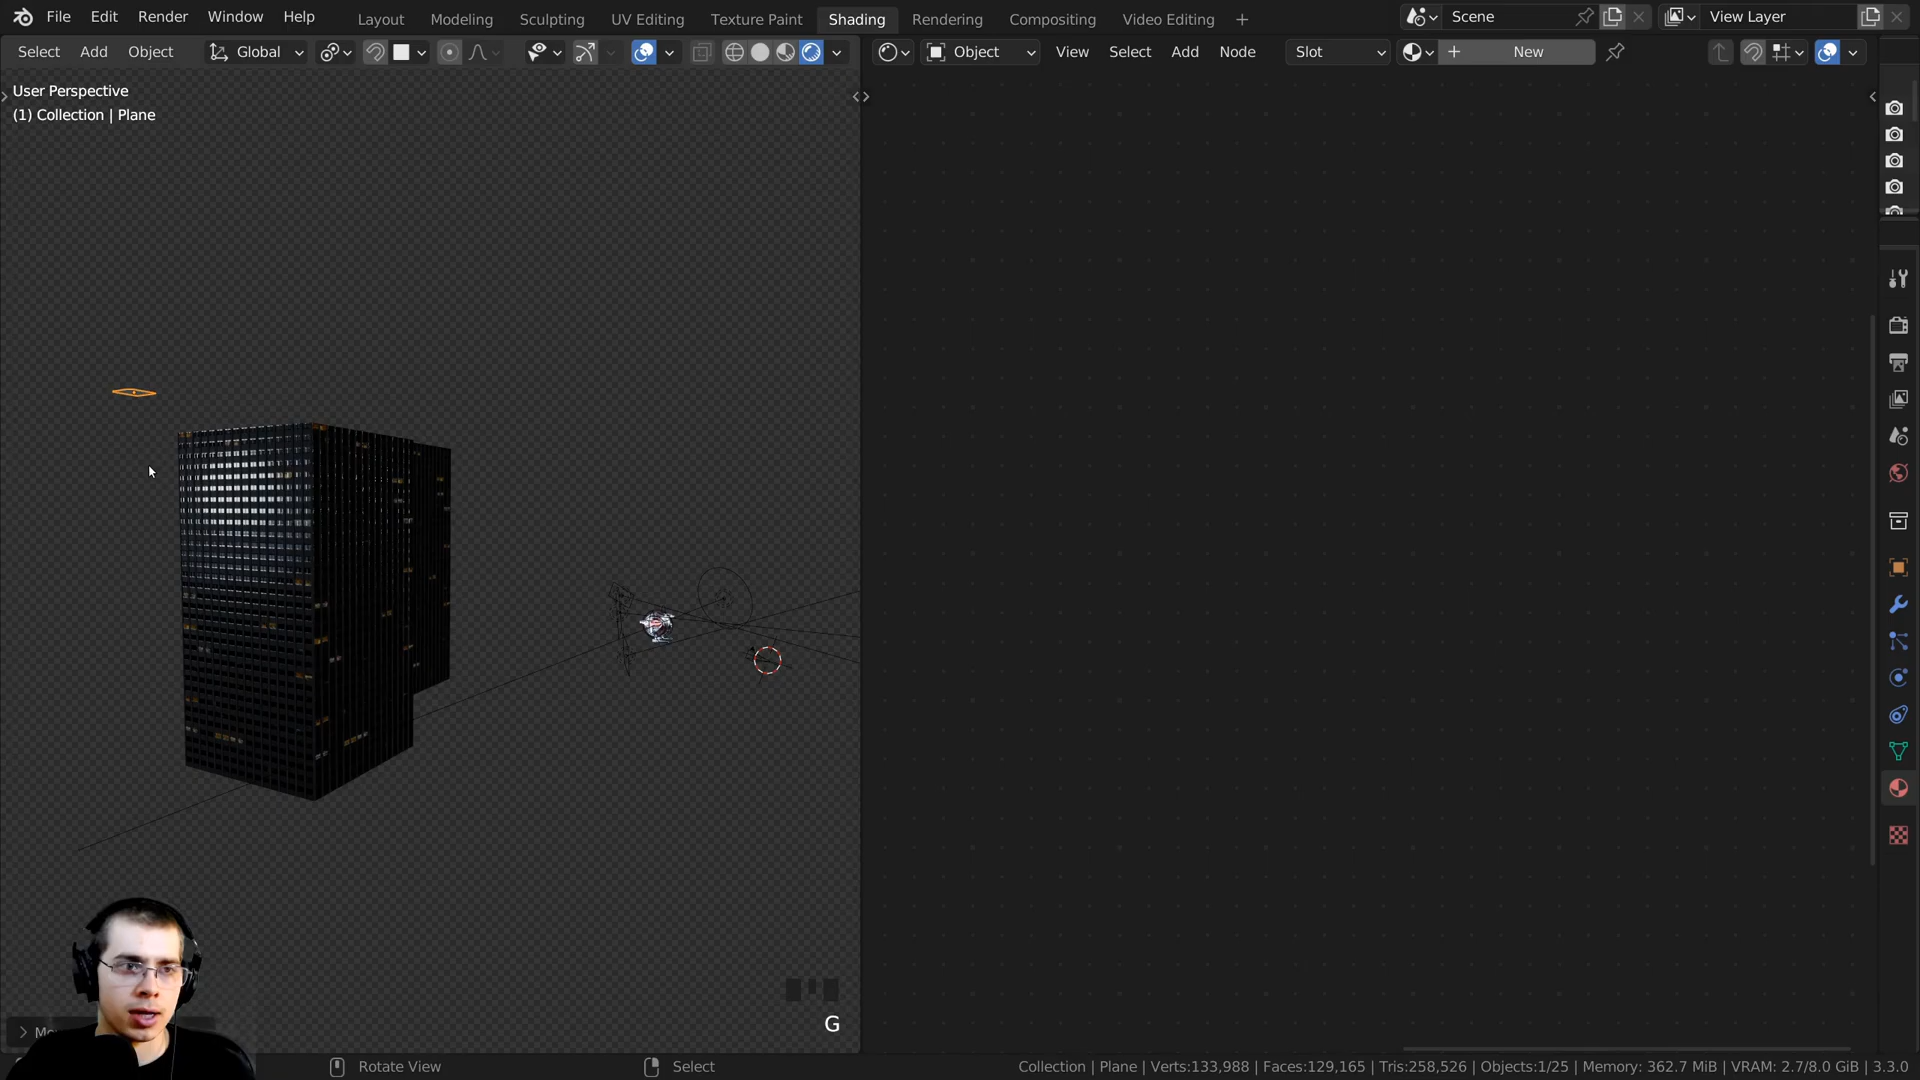 File Edit Render Window Help Layout Modeling Sculpting UV Editing Texture Paint Shading Rendering Compositing Video Editing + Scene View Layer
Select Add Object Global Object View Select Add Node Slot New
User Perspective
(1) Collection | Plane
G
Rotate View Select Collection | Plane | Verts:133,988 | Faces:129,165 | Tris:258,526 | Objects:1/25 | Memory: 362.7 MiB | VRAM: 2.7/8.0 GiB | 3.3.0